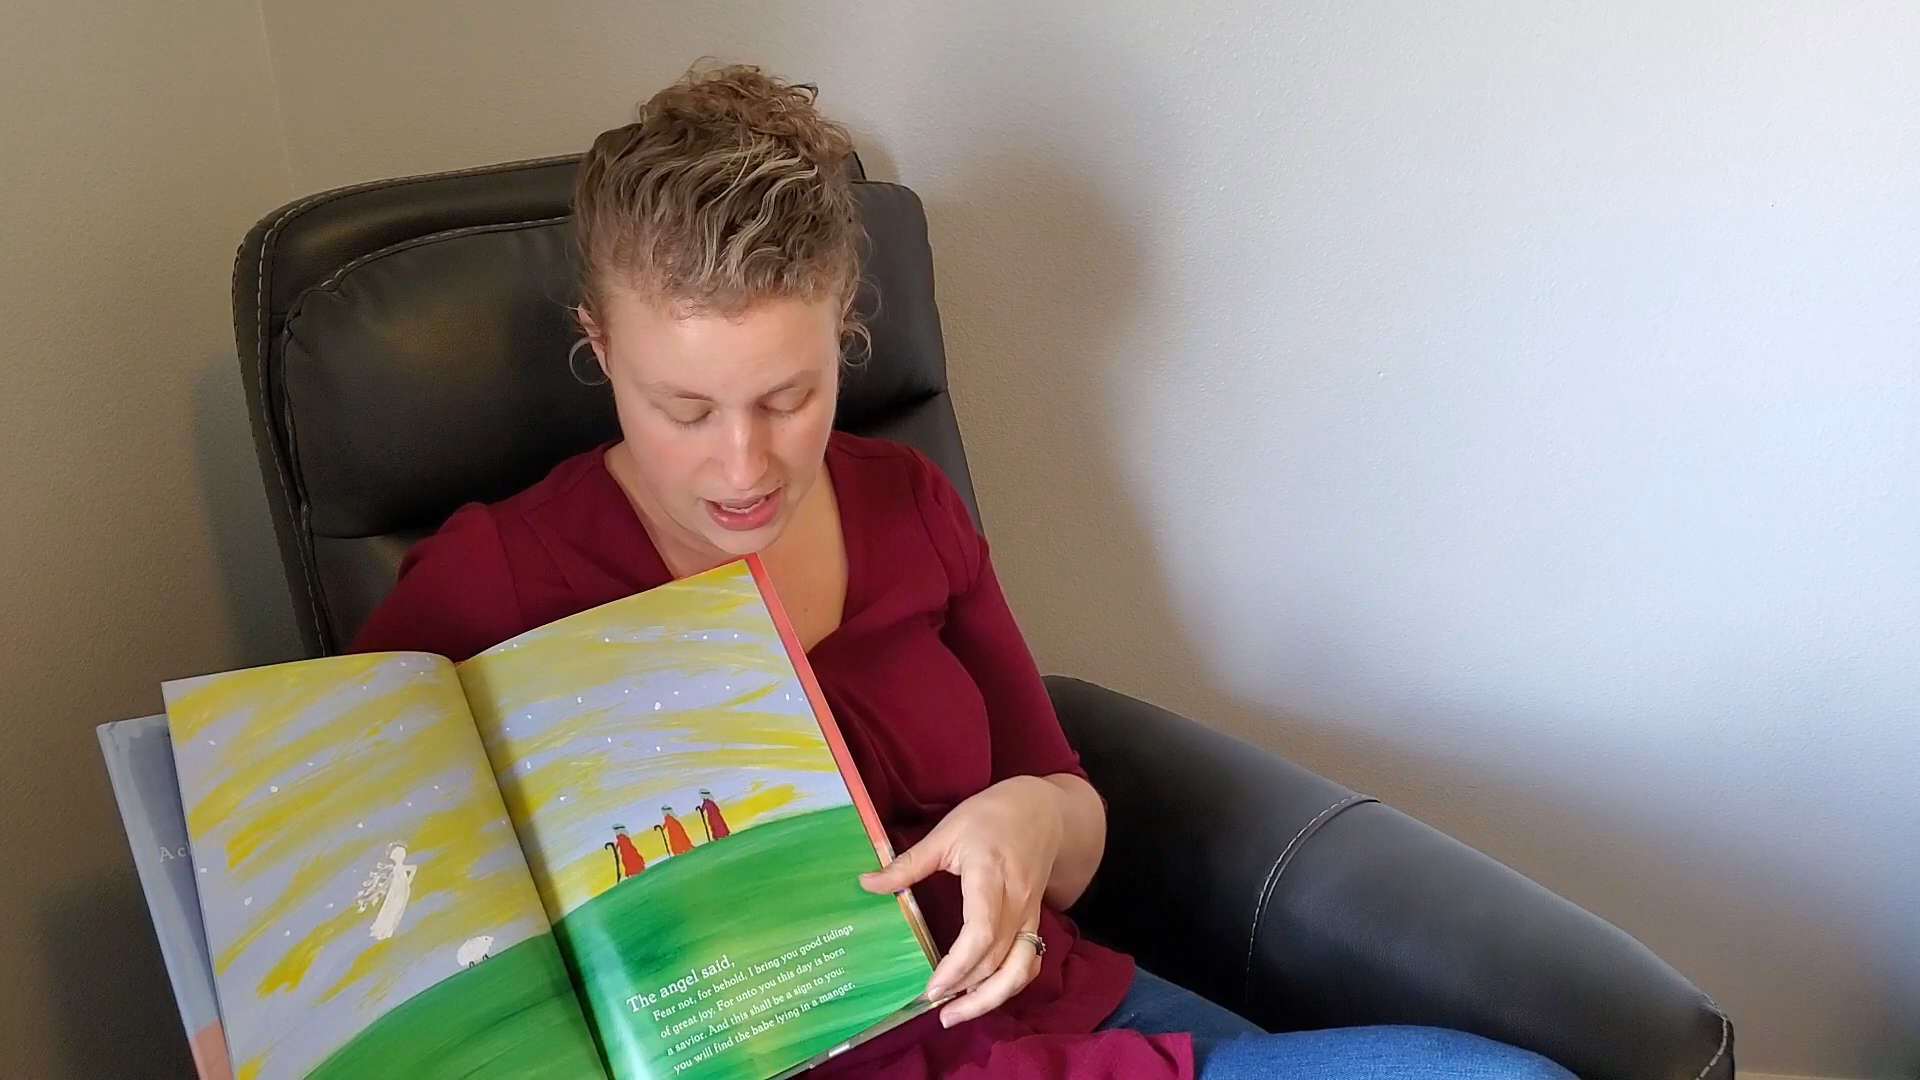 Ac
The angel said,
Fear not, for behold, I bring you good tidings
of great joy. For unto you this day is born
a savior. And this shall be a sign to you:
you will find the babe lying in a manger.